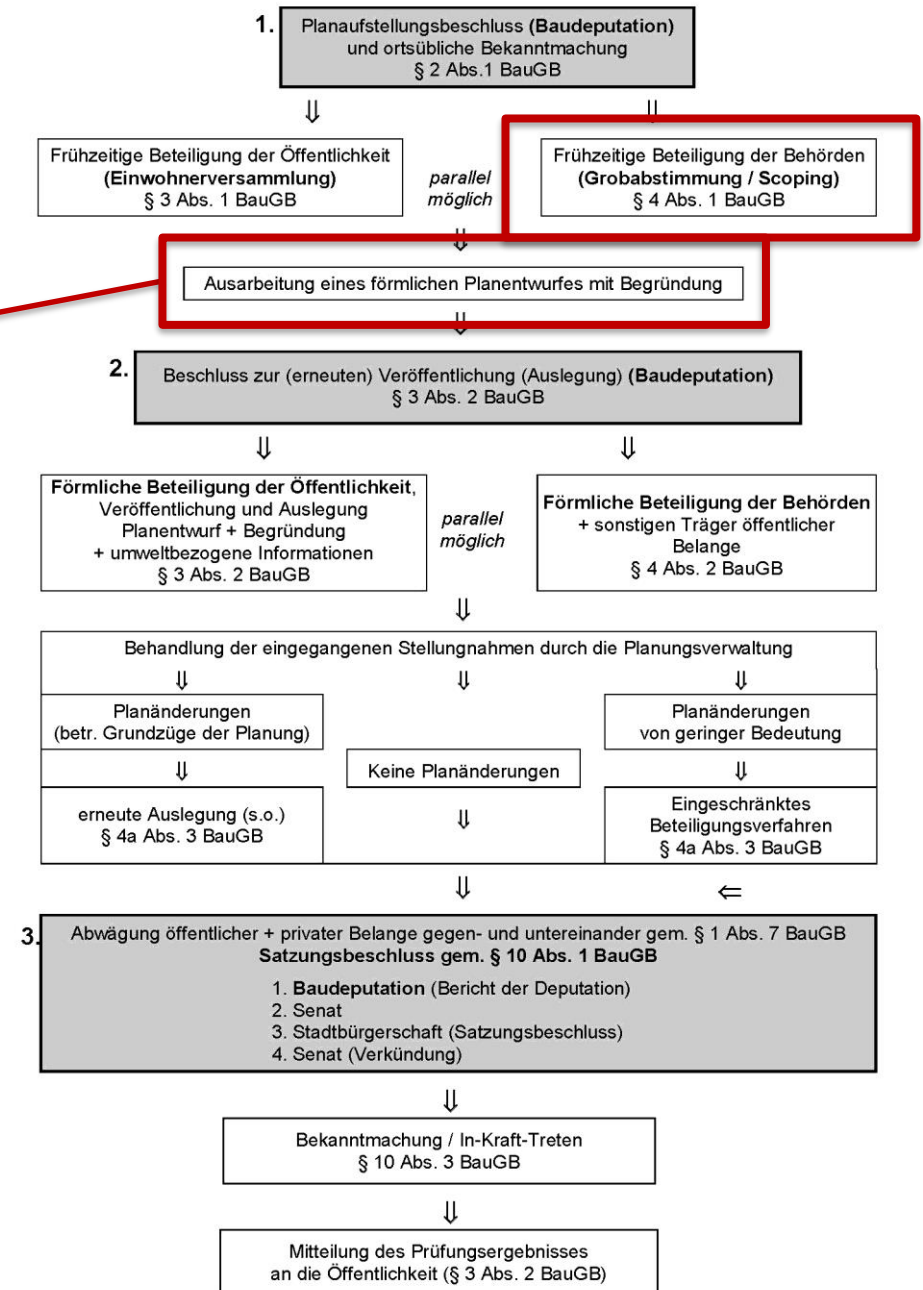 1.
Planaufstellungsbeschluss (Baudeputation)
und ortsübliche Bekanntmachung
§ 2 Abs.1 BauGB
Frühzeitige Beteiligung der Öffentlichkeit
(Einwohnerversammlung)
§ 3 Abs. 1 BauGB
parallel
möglich
Frühzeitige Beteiligung der Behörden
(Grobabstimmung / Scoping)
§ 4 Abs. 1 BauGB
Ausarbeitung eines förmlichen Planentwurfes mit Begründung
2.
Beschluss zur (erneuten) Veröffentlichung (Auslegung) (Baudeputation)
§ 3 Abs. 2 BauGB
Förmliche Beteiligung der Öffentlichkeit,
Veröffentlichung und Auslegung
Planentwurf + Begründung
+ umweltbezogene Informationen
§ 3 Abs. 2 BauGB
parallel
möglich
Förmliche Beteiligung der Behörden
+ sonstigen Träger öffentlicher
Belange
§ 4 Abs. 2 BauGB
Behandlung der eingegangenen Stellungnahmen durch die Planungsverwaltung
Planänderungen
(betr. Grundzüge der Planung)
erneute Auslegung (s.o.)
§ 4a Abs. 3 BauGB
Keine Planänderungen
Planänderungen
von geringer Bedeutung
Eingeschränktes
Beteiligungsverfahren
§ 4a Abs. 3 BauGB
3.
Abwägung öffentlicher + privater Belange gegen- und untereinander gem. § 1 Abs. 7 BauGB
Satzungsbeschluss gem. § 10 Abs. 1 BauGB
1. Baudeputation (Bericht der Deputation)
2. Senat
3. Stadtbürgerschaft (Satzungsbeschluss)
4. Senat (Verkündung)
Bekanntmachung / In-Kraft-Treten
§ 10 Abs. 3 BauGB
Mitteilung des Prüfungsergebnisses
an die Öffentlichkeit (§ 3 Abs. 2 BauGB)